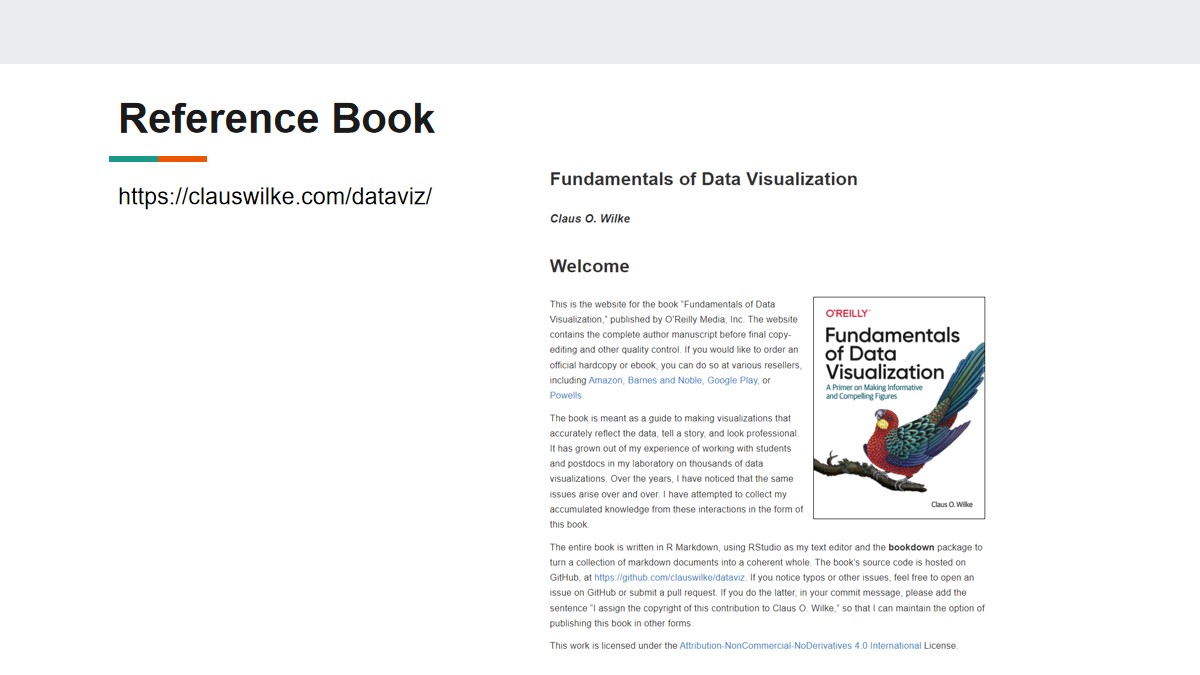 Reference Book
https://clauswilke.com/dataviz/
Fundamentals of Data Visualization
Claus O. Wilke
Welcome
This is the website for the book “Fundamentals of Data
Visualization,” published by O’Reilly Media, Inc. The website
contains the complete author manuscript before final copy-
editing and other quality control. If you would like to order an
official hardcopy or ebook, you can do so at various resellers,
including Amazon, Barnes and Noble, Google Play, or
Powells.
The book is meant as a guide to making visualizations that
accurately reflect the data, tell a story, and look professional.
It has grown out of my experience of working with students
and postdocs in my laboratory on thousands of data
visualizations. Over the years, I have noticed that the same
issues arise over and over. I have attempted to collect my
accumulated knowledge from these interactions in the form of
this book.
O'REILLY
Fundamentals
of Data
Visualization
A Primer on Making Informative
and Compelling Figures
Claus O. Wilke
The entire book is written in R Markdown, using RStudio as my text editor and the bookdown package to
turn a collection of markdown documents into a coherent whole. The book’s source code is hosted on
GitHub, at https://github.com/clauswilke/dataviz. If you notice typos or other issues, feel free to open an
issue on GitHub or submit a pull request. If you do the latter, in your commit message, please add the
sentence “I assign the copyright of this contribution to Claus O. Wilke,” so that I can maintain the option of
publishing this book in other forms.
This work is licensed under the Attribution-NonCommercial-NoDerivatives 4.0 International License.